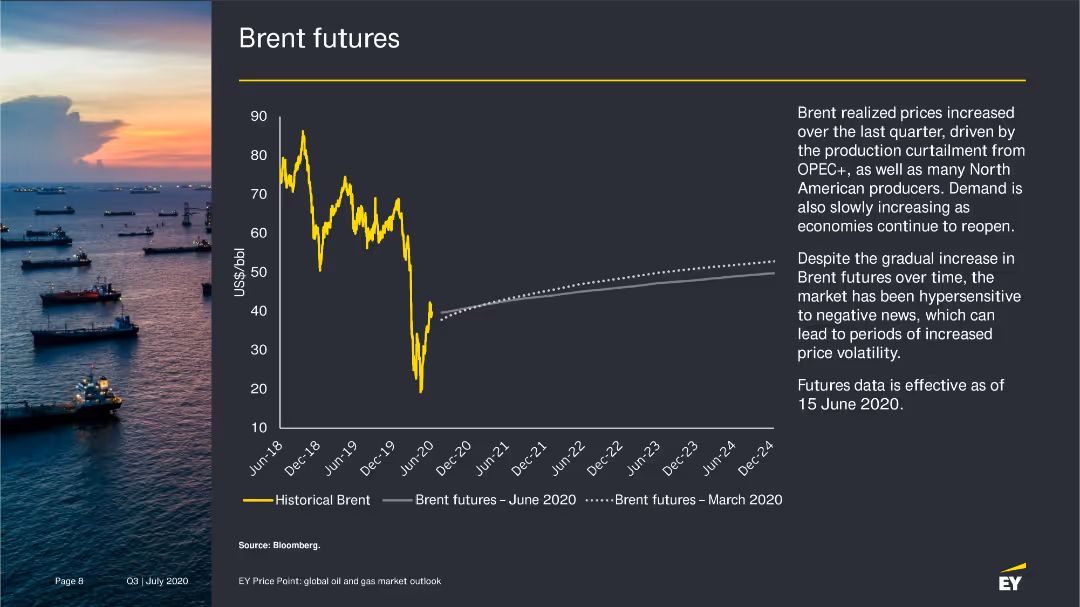 Brent futures
90
80
70
60
50
40
30
20
10
US$/bbl
Jun-18
Dec-18
Jun-19
Dec-19
Jun-20
Dec-20
Jun-21
Dec-21
Jun-22
Dec-22
Jun-23
Dec-23
Jun-24
Dec-24
Historical Brent
Brent futures – June 2020
Brent futures – March 2020
Brent realized prices increased
over the last quarter, driven by
the production curtailment from
OPEC+, as well as many North
American producers. Demand is
also slowly increasing as
economies continue to reopen.
Despite the gradual increase in
Brent futures over time, the
market has been hypersensitive
to negative news, which can
lead to periods of increased
price volatility.
Futures data is effective as of
15 June 2020.
Source: Bloomberg.
Page 8
Q3 | July 2020
EY Price Point: global oil and gas market outlook
EY